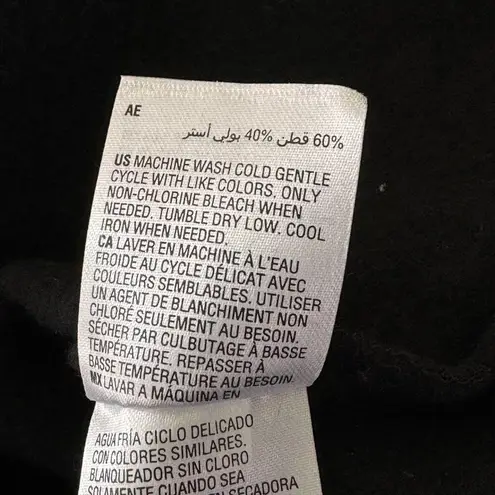 AE
60% قطن 40% بولي أستر
US MACHINE WASH COLD GENTLE
CYCLE WITH LIKE COLORS. ONLY
NON-CHLORINE BLEACH WHEN
NEEDED. TUMBLE DRY LOW. COOL
IRON WHEN NEEDED.
CA LAVER EN MACHINE À L'EAU
FROIDE AU CYCLE DÉLICAT AVEC
COULEURS SEMBLABLES. UTILISER
UN AGENT DE BLANCHIMENT NON
CHLORÉ SEULEMENT AU BESOIN.
SÉCHER PAR CULBUTAGE À BASSE
TEMPÉRATURE. REPASSER À
BASSE TEMPÉRATURE AU BESOIN.
MX LAVAR A MÁQUINA EN
AGUA FRÍA CICLO DELICADO
CON COLORES SIMILARES.
BLANQUEADOR SIN CLORO
SOLAMENTE CUANDO SEA
EN SECADORA